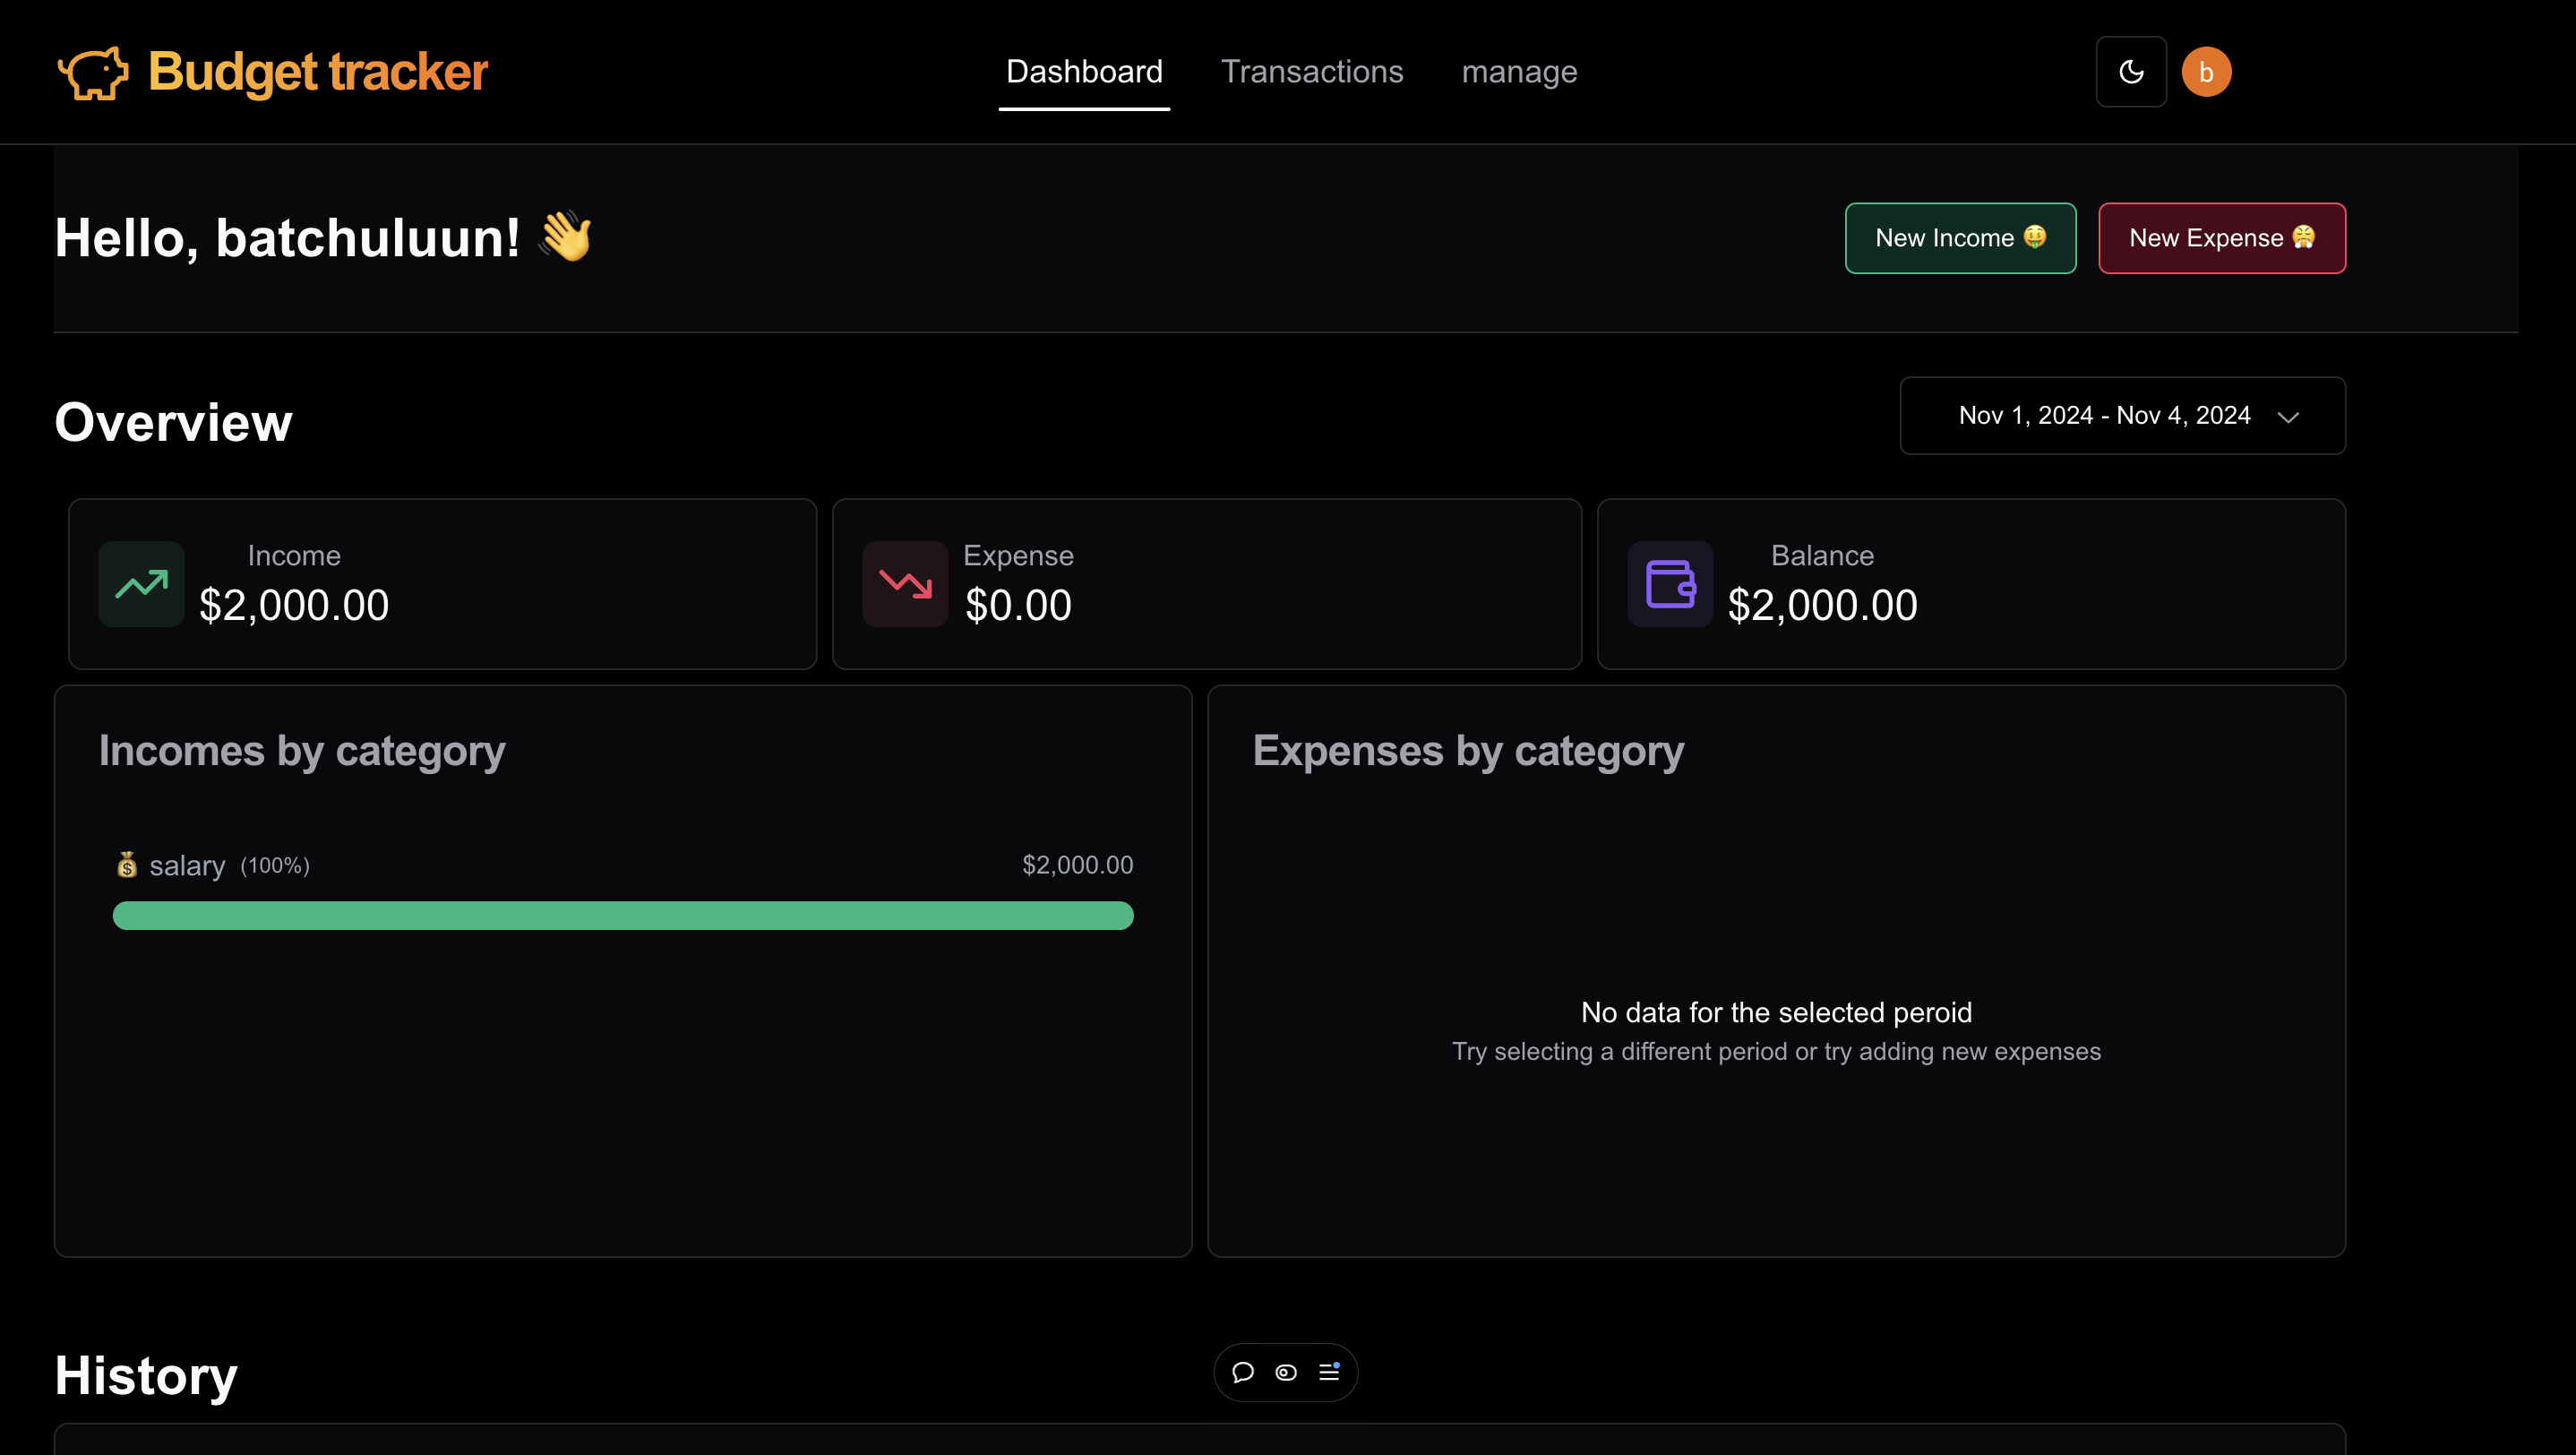 Budget tracker
Dashboard
Transactions
manage
b
Hello, batchuluun! 👋
New Income 🤑
New Expense 😤
Overview
Nov 1, 2024 - Nov 4, 2024
Income
$2,000.00
Expense
$0.00
Balance
$2,000.00
Incomes by category
💰 salary (100%)
$2,000.00
Expenses by category
No data for the selected peroid
Try selecting a different period or try adding new expenses
History